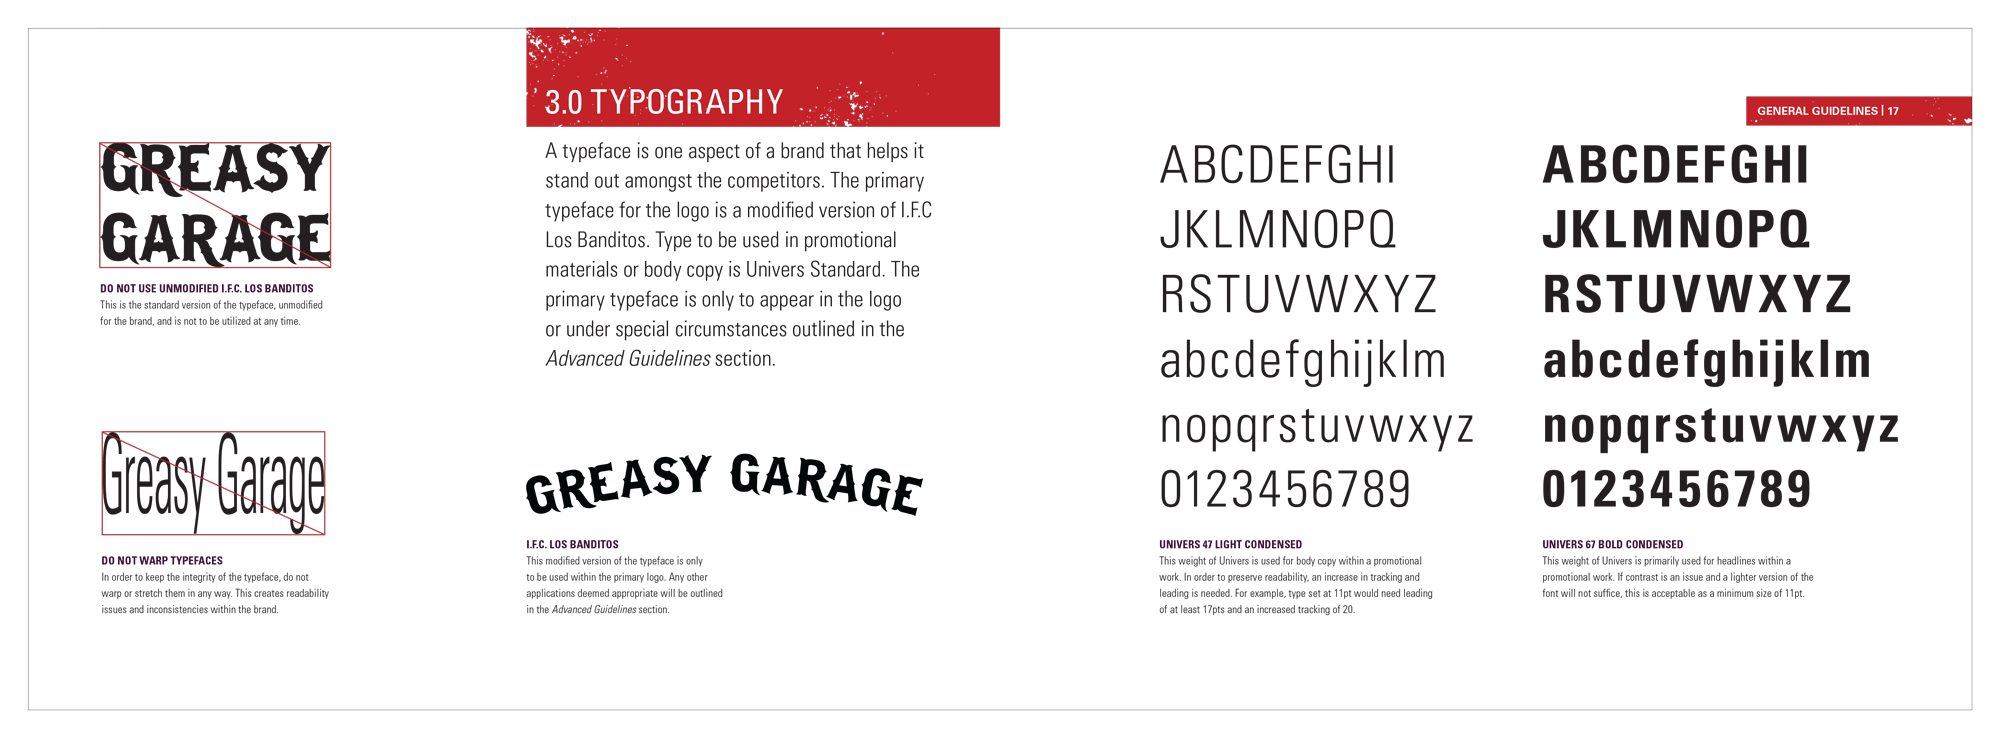 GREASY
GARAGE
DO NOT USE UNMODIFIED I.F.C. LOS BANDITOS
This is the standard version of the typeface, unmodified
for the brand, and is not to be utilized at any time.
Greasy Garage
DO NOT WARP TYPEFACES
In order to keep the integrity of the typeface, do not
warp or stretch them in any way. This creates readability
issues and inconsistencies within the brand.
3.0 TYPOGRAPHY
A typeface is one aspect of a brand that helps it
stand out amongst the competitors. The primary
typeface for the logo is a modified version of I.F.C
Los Banditos. Type to be used in promotional
materials or body copy is Univers Standard. The
primary typeface is only to appear in the logo
or under special circumstances outlined in the
Advanced Guidelines section.
GREASY GARAGE
I.F.C. LOS BANDITOS
This modified version of the typeface is only
to be used within the primary logo. Any other
applications deemed appropriate will be outlined
in the Advanced Guidelines section.
GENERAL GUIDELINES | 17
ABCDEFGHI
JKLMNOPQ
RSTUVWXYZ
abcdefghijklm
nopqrstuvwxyz
0123456789
UNIVERS 47 LIGHT CONDENSED
This weight of Univers is used for body copy within a promotional
work. In order to preserve readability, an increase in tracking and
leading is needed. For example, type set at 11pt would need leading
of at least 17pts and an increased tracking of 20.
ABCDEFGHI
JKLMNOPQ
RSTUVWXYZ
abcdefghijklm
nopqrstuvwxyz
0123456789
UNIVERS 67 BOLD CONDENSED
This weight of Univers is primarily used for headlines within a
promotional work. If contrast is an issue and a lighter version of the
font will not suffice, this is acceptable as a minimum size of 11pt.